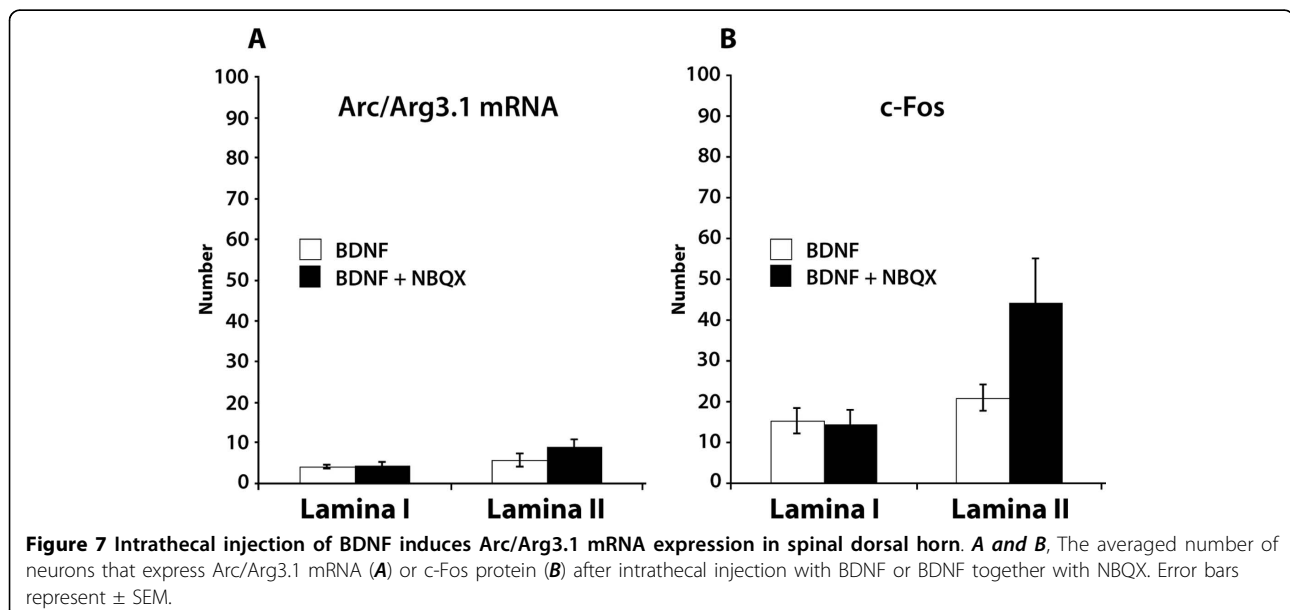 A
B
100
90
80
70
60
50
40
30
20
10
0
Number
Arc/Arg3.1 mRNA
BDNF
BDNF + NBQX
Lamina I
Lamina II
100
90
80
70
60
50
40
30
20
10
0
Number
c-Fos
BDNF
BDNF + NBQX
Lamina I
Lamina II
Figure 7 Intrathecal injection of BDNF induces Arc/Arg3.1 mRNA expression in spinal dorsal horn. A and B, The averaged number of
neurons that express Arc/Arg3.1 mRNA (A) or c-Fos protein (B) after intrathecal injection with BDNF or BDNF together with NBQX. Error bars
represent ± SEM.